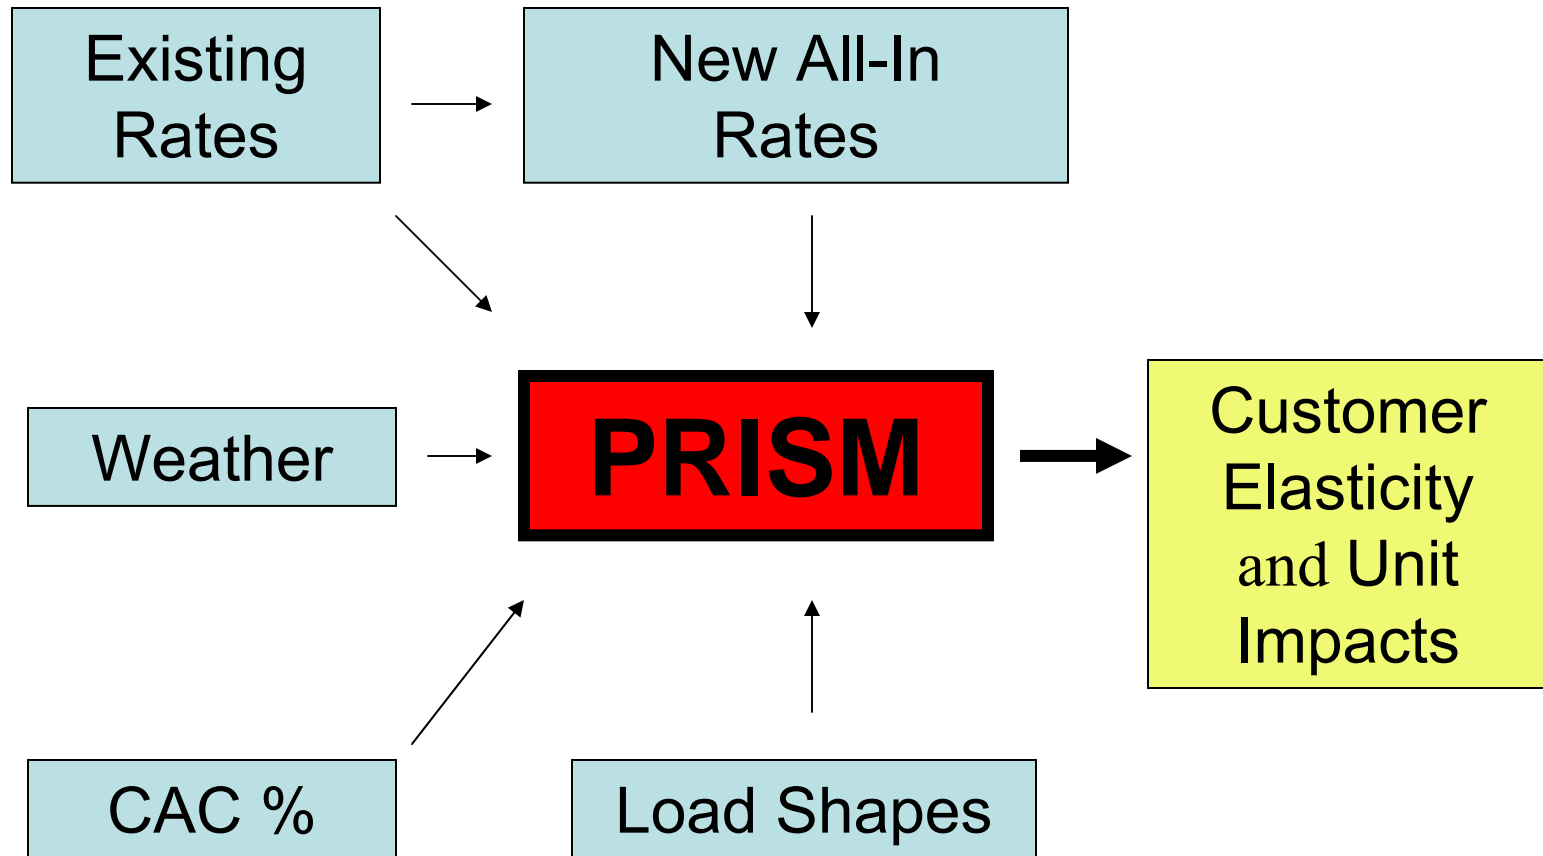 Existing
Rates
New All-In
Rates
Weather
PRISM
Customer
Elasticity
and Unit
Impacts
CAC %
Load Shapes